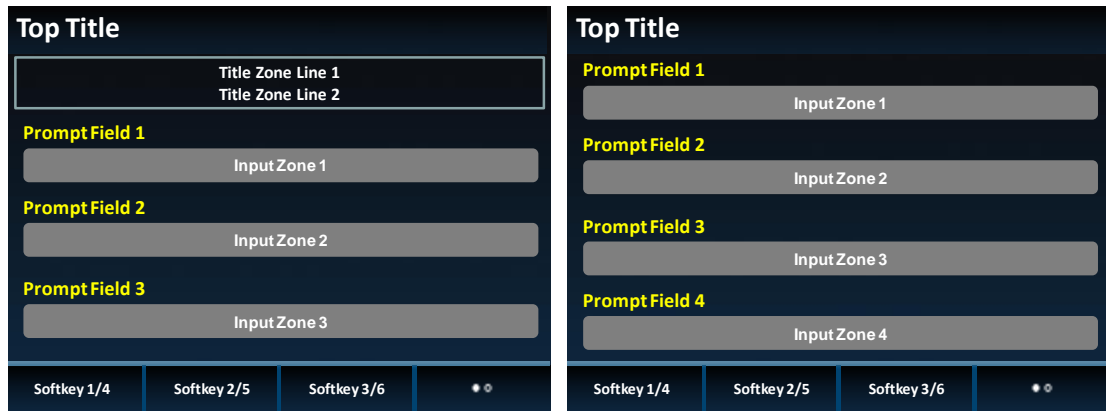 Top Title
Title Zone Line 1
Title Zone Line 2
Prompt Field 1
Input Zone 1
Prompt Field 2
Input Zone 2
Prompt Field 3
Input Zone 3
Softkey 1/4
Softkey 2/5
Softkey 3/6
Top Title
Prompt Field 1
Input Zone 1
Prompt Field 2
Input Zone 2
Prompt Field 3
Input Zone 3
Prompt Field 4
Input Zone 4
Softkey 1/4
Softkey 2/5
Softkey 3/6